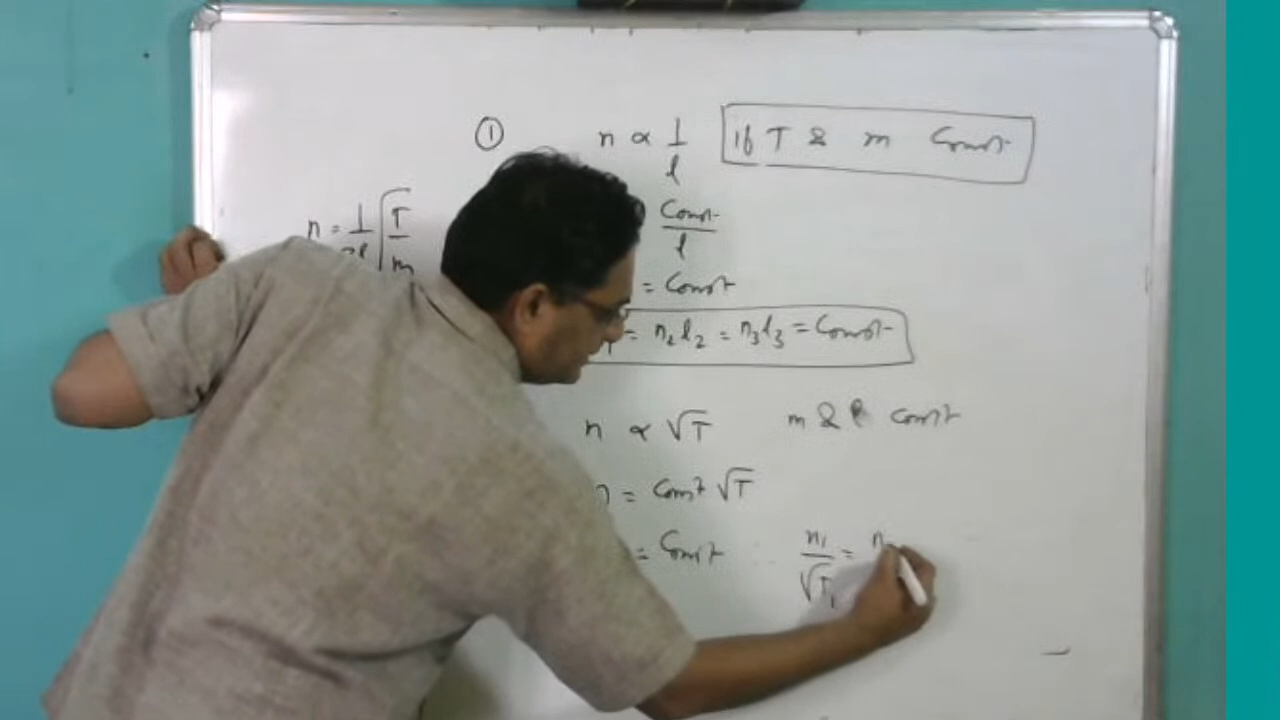 ① n ∝ 1/l if T & m Const
n = 1/2l √T/m
Const/l
= Const
= n₂l₂ = n₃l₃ = Const
n ∝ √T m & l const
n = Const √T
= Const n₁/√T₁ = n